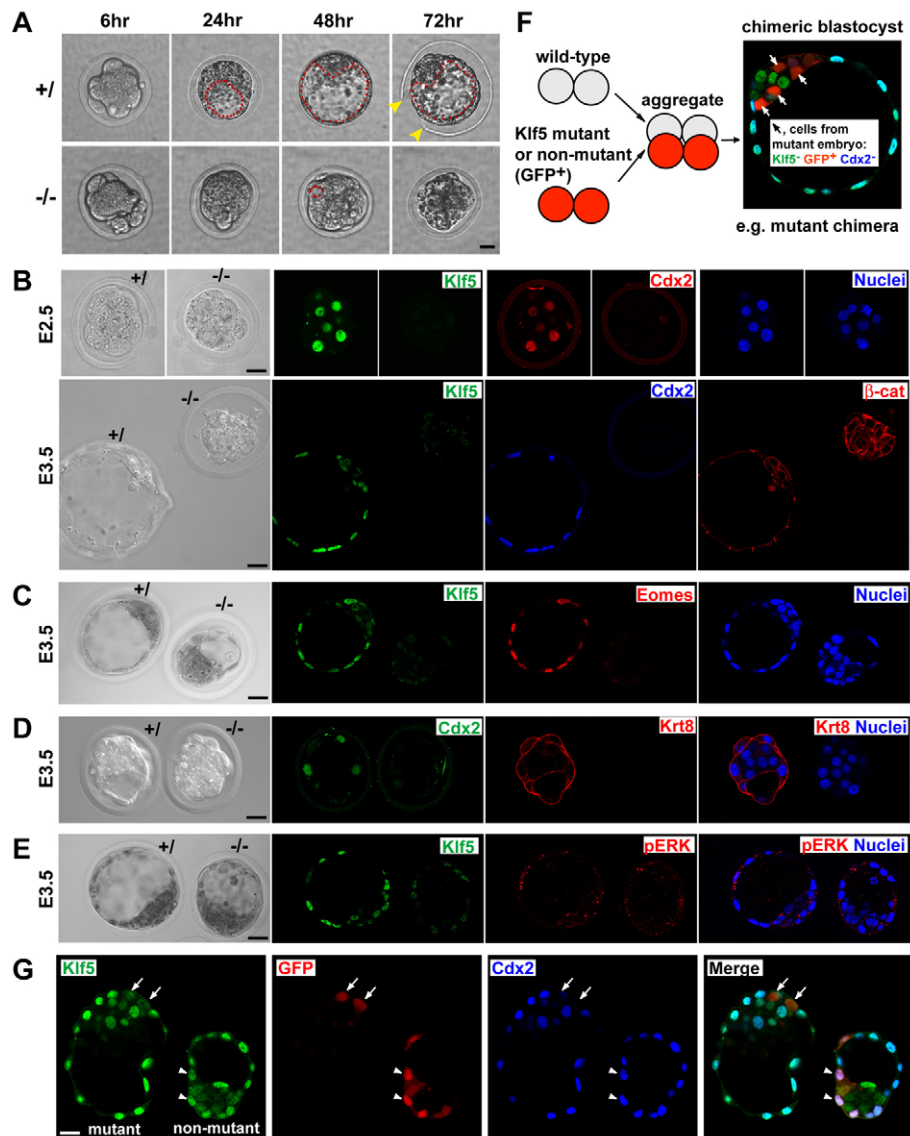 A
6hr 24hr 48hr 72hr
+/
-/-
F
wild-type
Klf5 mutant
or non-mutant
(GFP⁺)
aggregate
chimeric blastocyst
, cells from
mutant embryo:
Klf5⁻ GFP⁺ Cdx2⁻
e.g. mutant chimera
B
E2.5
+/ -/- Klf5 Cdx2 Nuclei
E3.5
-/- +/ Klf5 Cdx2 β-cat
C
E3.5
+/ -/- Klf5 Eomes Nuclei
D
E3.5
+/ -/- Cdx2 Krt8 Krt8 Nuclei
E
E3.5
+/ -/- Klf5 pERK pERK Nuclei
G
Klf5 GFP Cdx2 Merge
mutant non-mutant